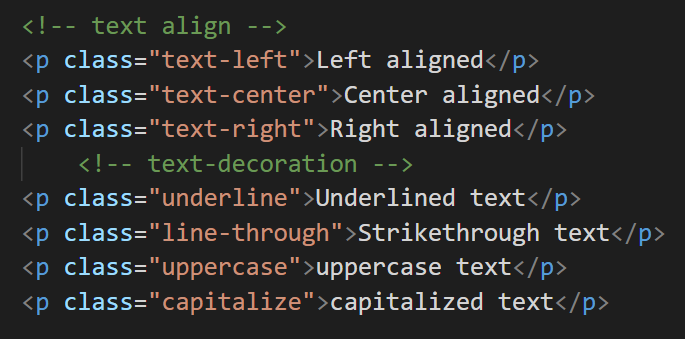 <!-- text align -->
<p class="text-left">Left aligned</p>
<p class="text-center">Center aligned</p>
<p class="text-right">Right aligned</p>
    <!-- text-decoration -->
<p class="underline">Underlined text</p>
<p class="line-through">Strikethrough text</p>
<p class="uppercase">uppercase text</p>
<p class="capitalize">capitalized text</p>